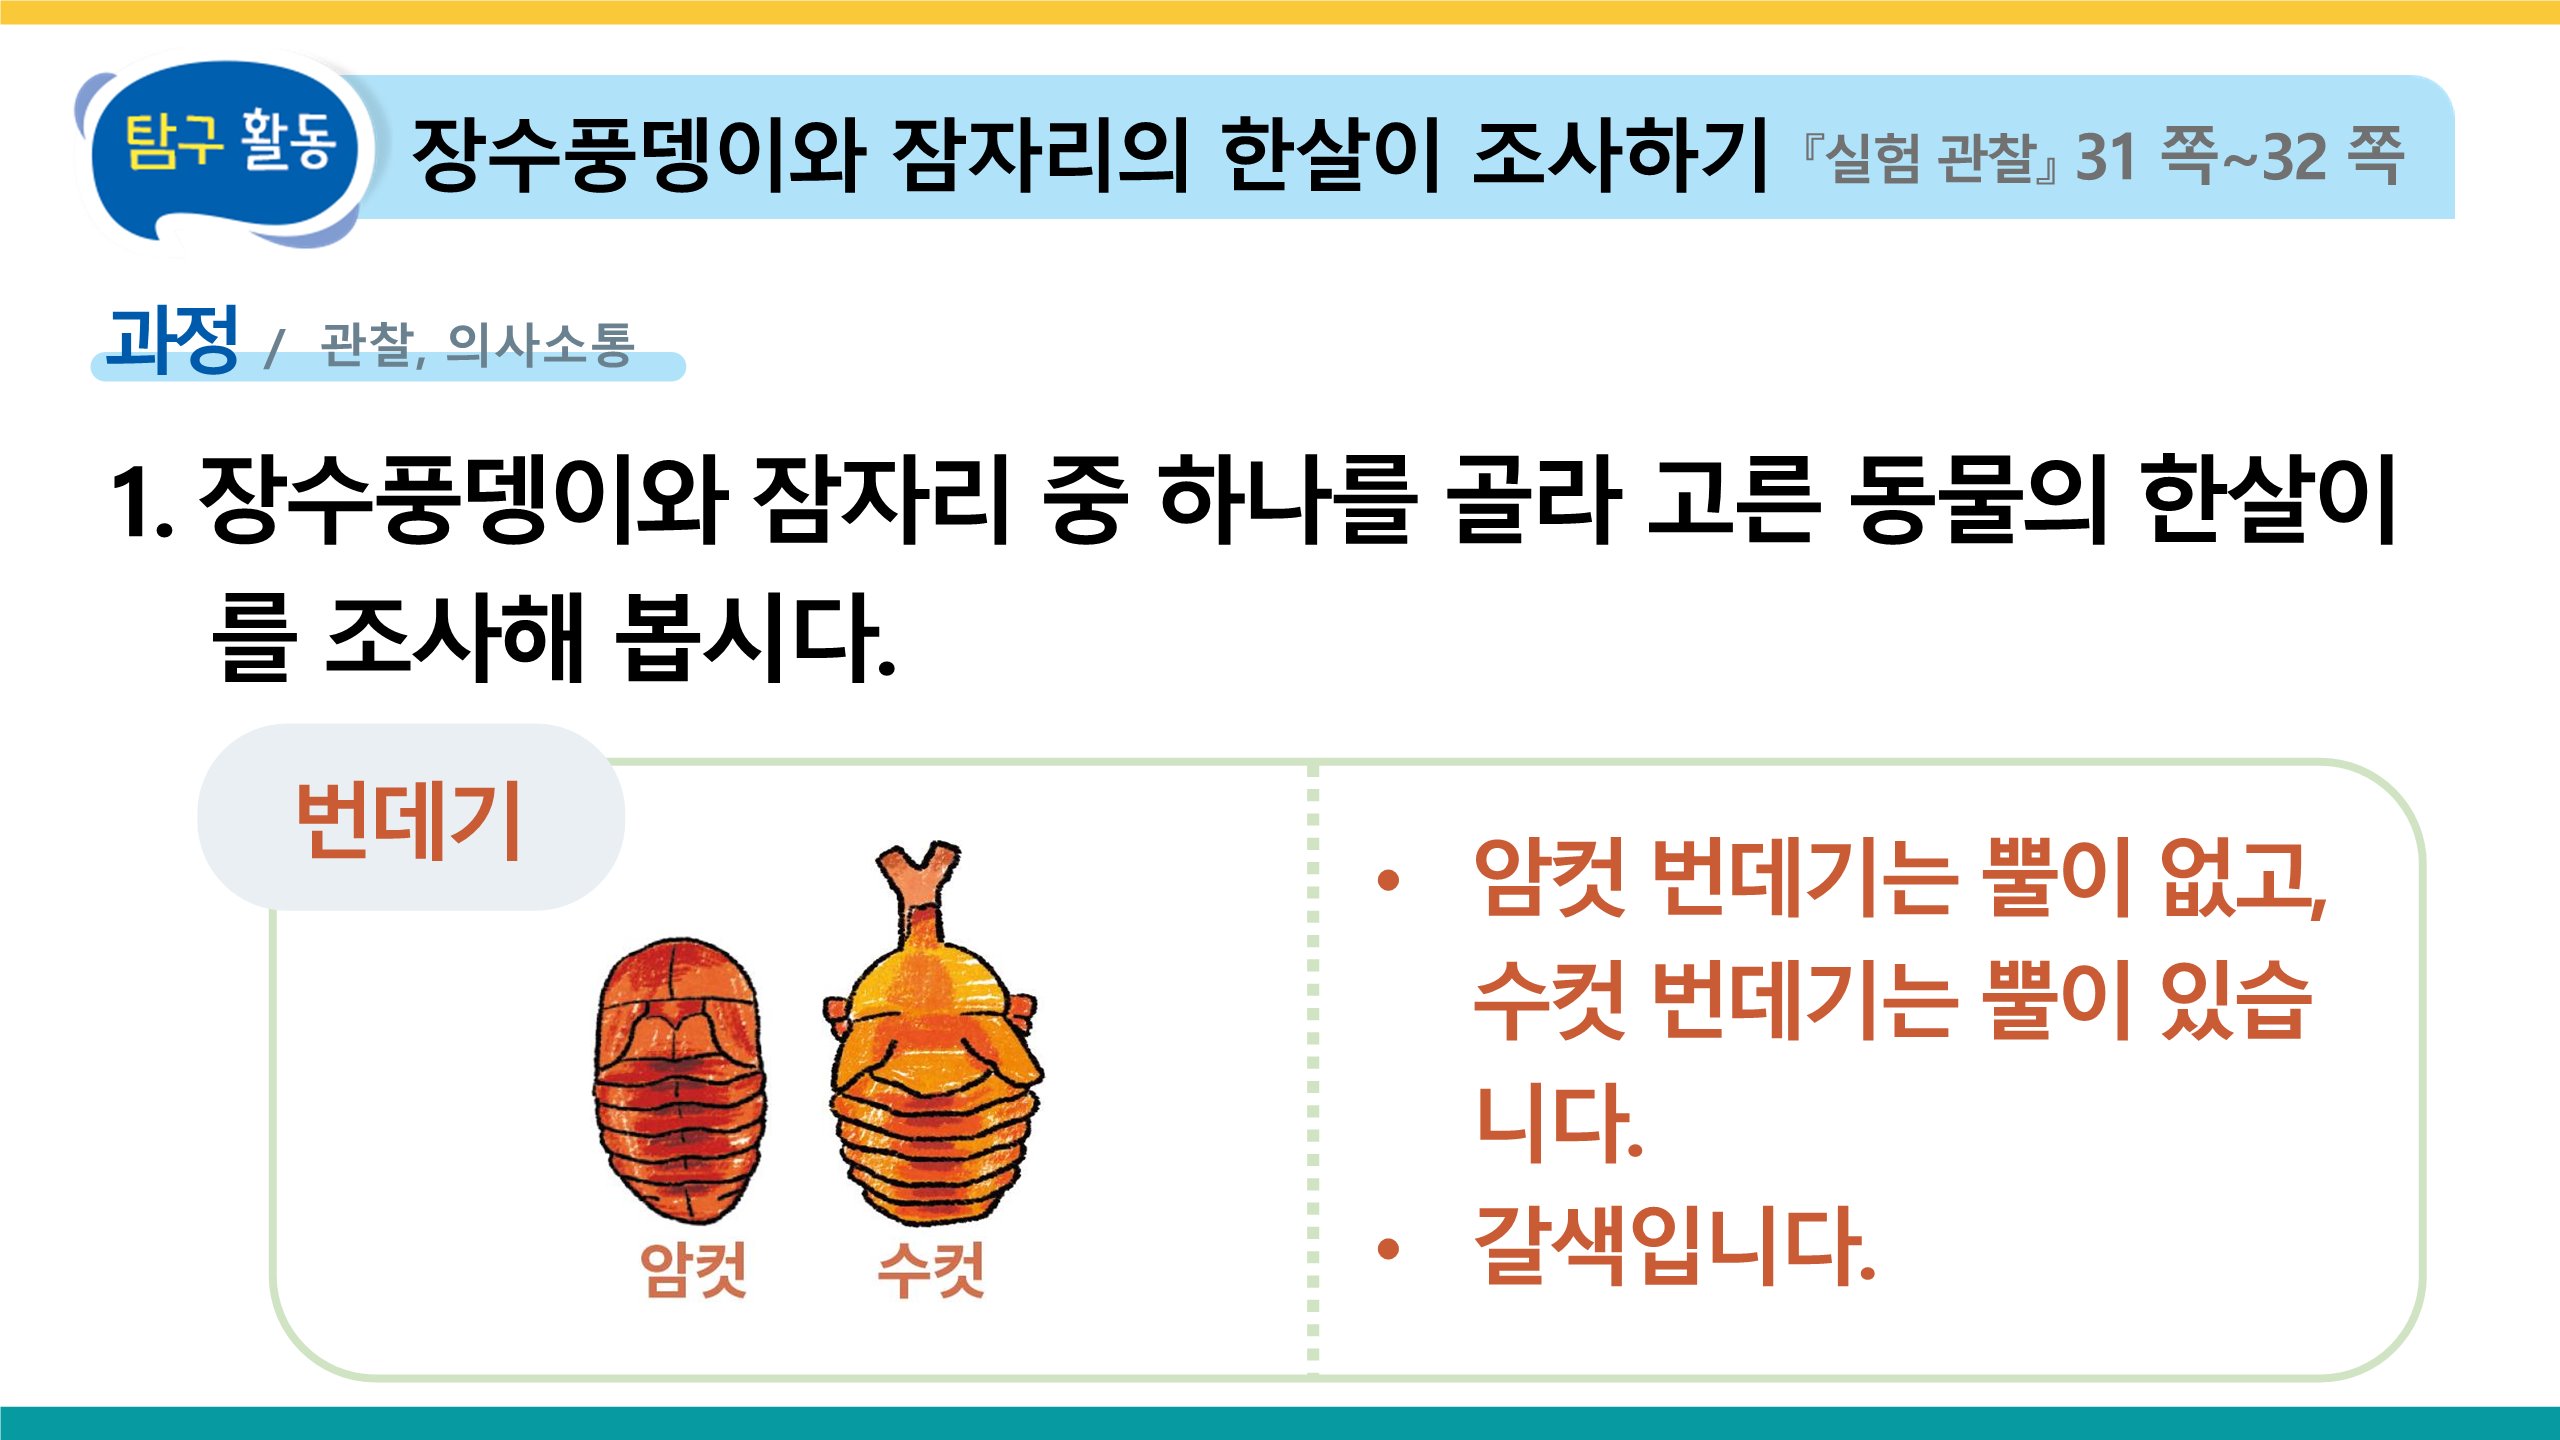 탐구 활동
장수풍뎅이와 잠자리의 한살이 조사하기 『실험 관찰』 31 쪽~32 쪽
과정 / 관찰, 의사소통
1. 장수풍뎅이와 잠자리 중 하나를 골라 고른 동물의 한살이
를 조사해 봅시다.
번데기
암컷 수컷
• 암컷 번데기는 뿔이 없고,
수컷 번데기는 뿔이 있습
니다.
• 갈색입니다.